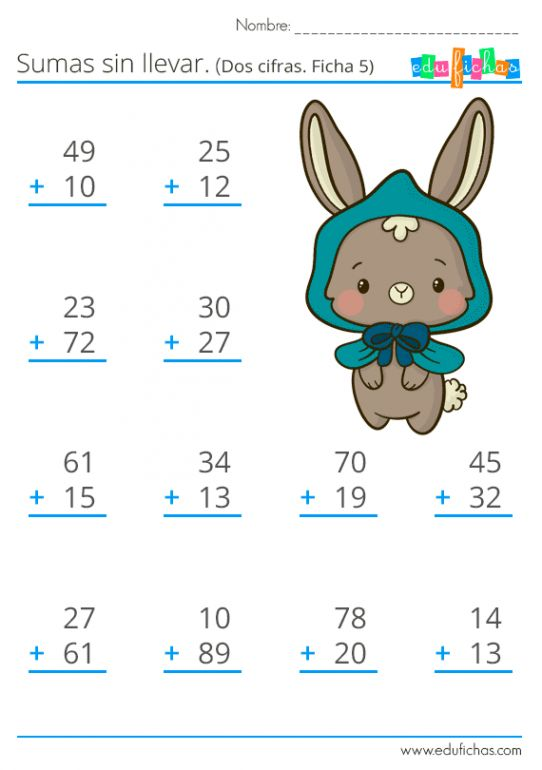 Nombre: ____________________________
Sumas sin llevar. (Dos cifras. Ficha 5)
edufichas
49 25
+ 10 + 12
23 30
+ 72 + 27
61 34 70 45
+ 15 + 13 + 19 + 32
27 10 78 14
+ 61 + 89 + 20 + 13
www.edufichas.com